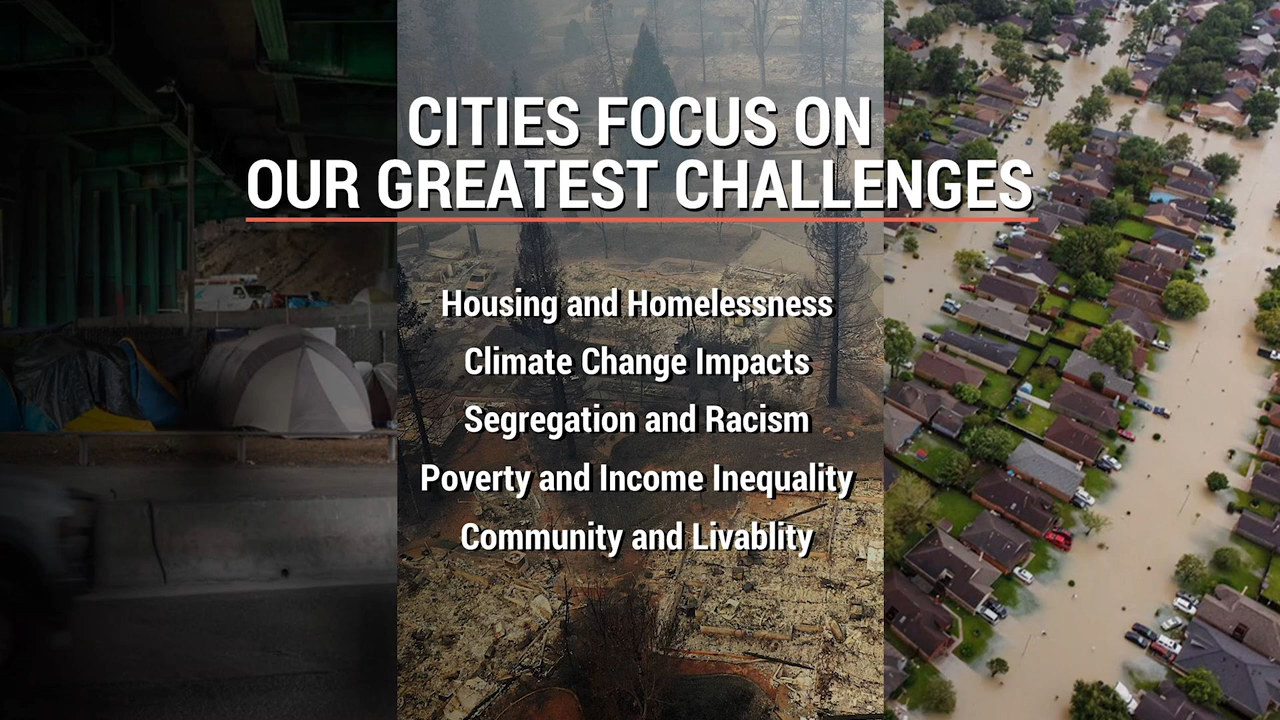 CITIES FOCUS ON
OUR GREATEST CHALLENGES
Housing and Homelessness
Climate Change Impacts
Segregation and Racism
Poverty and Income Inequality
Community and Livablity